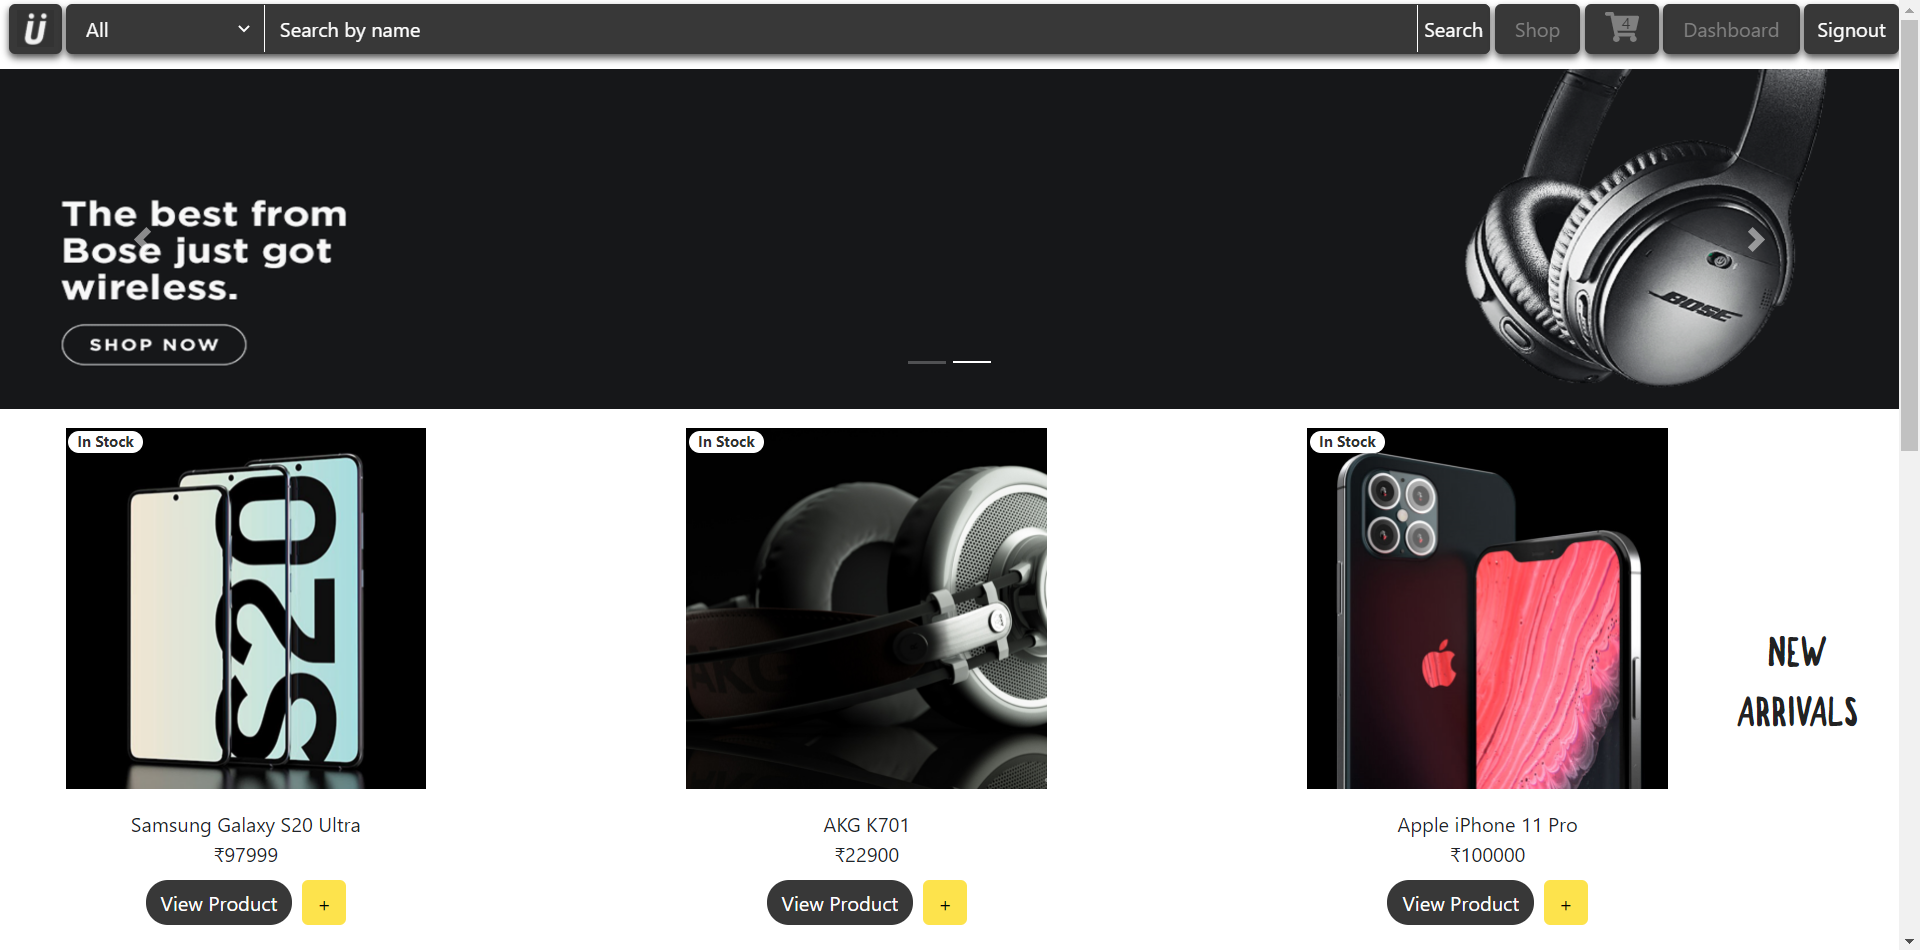 Ü
All
Search by name
Search
Shop
4
Dashboard
Signout
The best from
Bose just got
wireless.
SHOP NOW
BOSE
In Stock
In Stock
In Stock
S20
S20
AKG
NEW
ARRIVALS
Samsung Galaxy S20 Ultra
₹97999
View Product
+
AKG K701
₹22900
View Product
+
Apple iPhone 11 Pro
₹100000
View Product
+